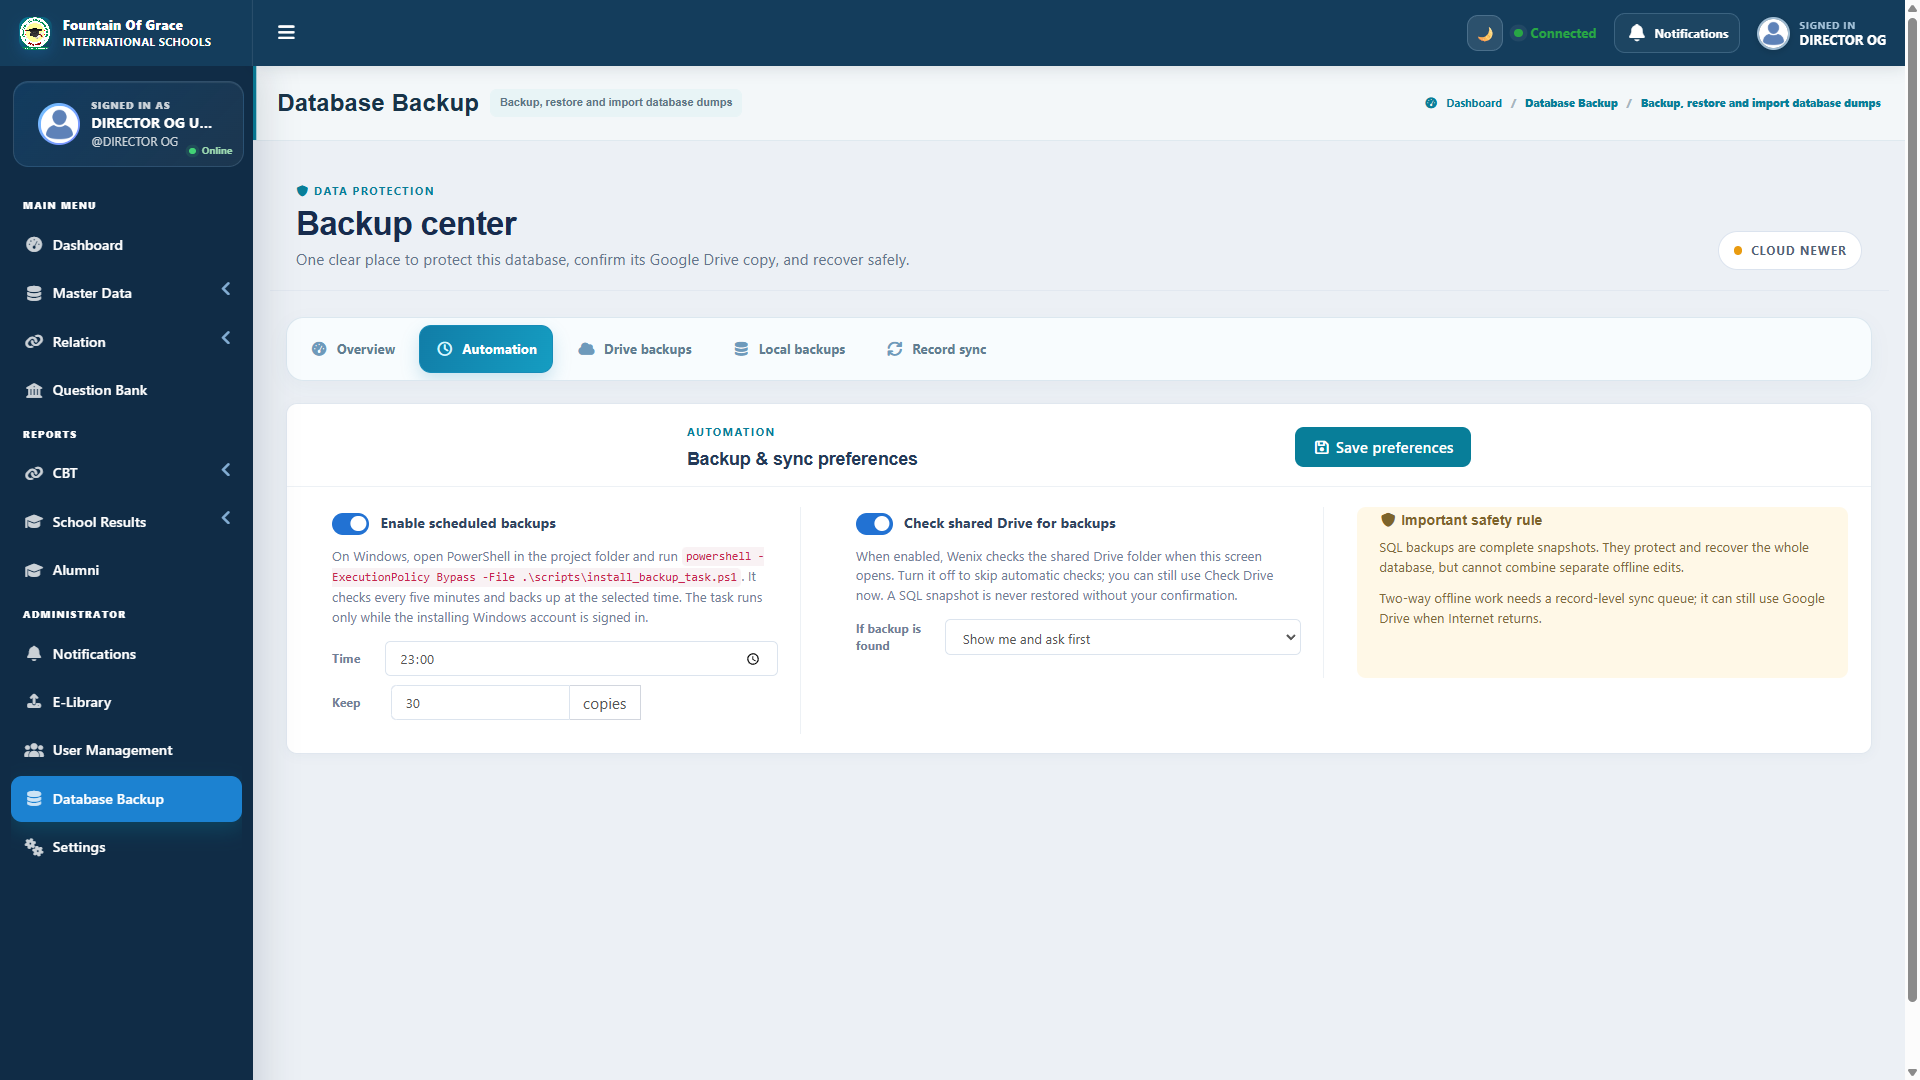 Fountain Of Grace
INTERNATIONAL SCHOOLS
Connected
Notifications
SIGNED IN
DIRECTOR OG
SIGNED IN AS
DIRECTOR OG U...
@DIRECTOR OG
Online
MAIN MENU
Dashboard
Master Data
Relation
Question Bank
REPORTS
CBT
School Results
Alumni
ADMINISTRATOR
Notifications
E-Library
User Management
Database Backup
Settings
Database Backup
Backup, restore and import database dumps
Dashboard / Database Backup / Backup, restore and import database dumps
DATA PROTECTION
Backup center
One clear place to protect this database, confirm its Google Drive copy, and recover safely.
CLOUD NEWER
Overview
Automation
Drive backups
Local backups
Record sync
AUTOMATION
Backup & sync preferences
Save preferences
Enable scheduled backups
On Windows, open PowerShell in the project folder and run powershell -
ExecutionPolicy Bypass -File .\scripts\install_backup_task.ps1. It
checks every five minutes and backs up at the selected time. The task runs
only while the installing Windows account is signed in.
Time
23:00
Keep
30
copies
Check shared Drive for backups
When enabled, Wenix checks the shared Drive folder when this screen
opens. Turn it off to skip automatic checks; you can still use Check Drive
now. A SQL snapshot is never restored without your confirmation.
If backup is
found
Show me and ask first
Important safety rule
SQL backups are complete snapshots. They protect and recover the whole
database, but cannot combine separate offline edits.
Two-way offline work needs a record-level sync queue; it can still use Google
Drive when Internet returns.